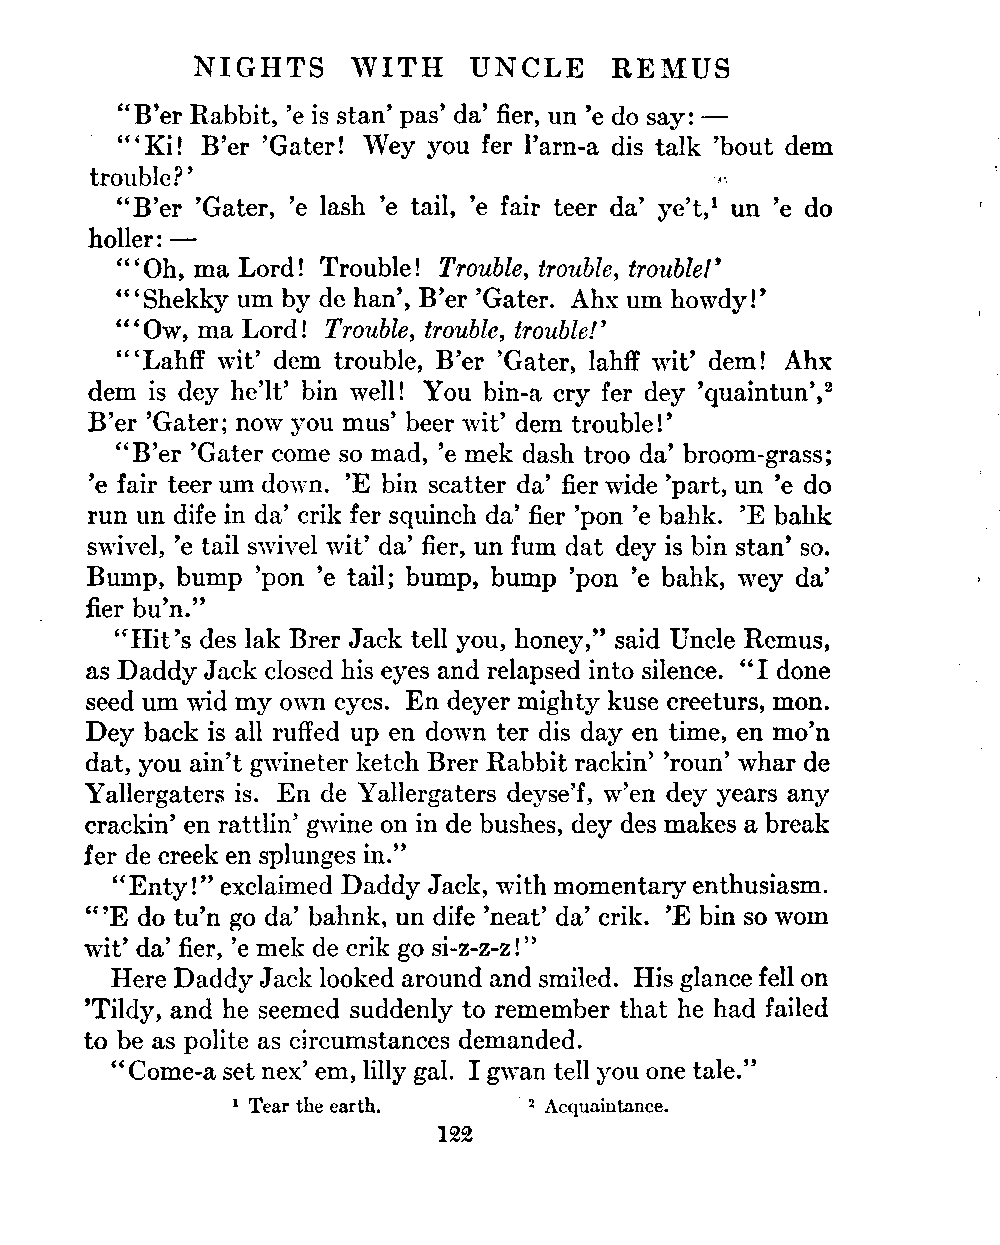 NIGHTS WITH UNCLE REMUS
“B’er Rabbit, ’e is stan’ pas’ da’ fier, un ’e do say: —
“‘Ki! B’er ’Gater! Wey you fer l’arn-a dis talk ’bout dem
trouble?’
“B’er ’Gater, ’e lash ’e tail, ’e fair teer da’ ye’t,¹ un ’e do
holler: —
“‘Oh, ma Lord! Trouble! Trouble, trouble, trouble!’
“‘Shekky um by de han’, B’er ’Gater. Ahx um howdy!’
“‘Ow, ma Lord! Trouble, trouble, trouble!’
“‘Lahff wit’ dem trouble, B’er ’Gater, lahff wit’ dem! Ahx
dem is dey he’lt’ bin well! You bin-a cry fer dey ’quaintun’,²
B’er ’Gater; now you mus’ beer wit’ dem trouble!’
“B’er ’Gater come so mad, ’e mek dash troo da’ broom-grass;
’e fair teer um down. ’E bin scatter da’ fier wide ’part, un ’e do
run un dife in da’ crik fer squinch da’ fier ’pon ’e bahk. ’E bahk
swivel, ’e tail swivel wit’ da’ fier, un fum dat dey is bin stan’ so.
Bump, bump ’pon ’e tail; bump, bump ’pon ’e bahk, wey da’
fier bu’n.”
“Hit’s des lak Brer Jack tell you, honey,” said Uncle Remus,
as Daddy Jack closed his eyes and relapsed into silence. “I done
seed um wid my own eyes. En deyer mighty kuse creeturs, mon.
Dey back is all ruffed up en down ter dis day en time, en mo’n
dat, you ain’t gwineter ketch Brer Rabbit rackin’ ’roun’ whar de
Yallergaters is. En de Yallergaters deyse’f, w’en dey years any
crackin’ en rattlin’ gwine on in de bushes, dey des makes a break
fer de creek en splunges in.”
“Enty!” exclaimed Daddy Jack, with momentary enthusiasm.
“’E do tu’n go da’ bahnk, un dife ’neat’ da’ crik. ’E bin so wom
wit’ da’ fier, ’e mek de crik go si-z-z-z!”
Here Daddy Jack looked around and smiled. His glance fell on
’Tildy, and he seemed suddenly to remember that he had failed
to be as polite as circumstances demanded.
“Come-a set nex’ em, lilly gal. I gwan tell you one tale.”
¹ Tear the earth. ² Acquaintance.
122